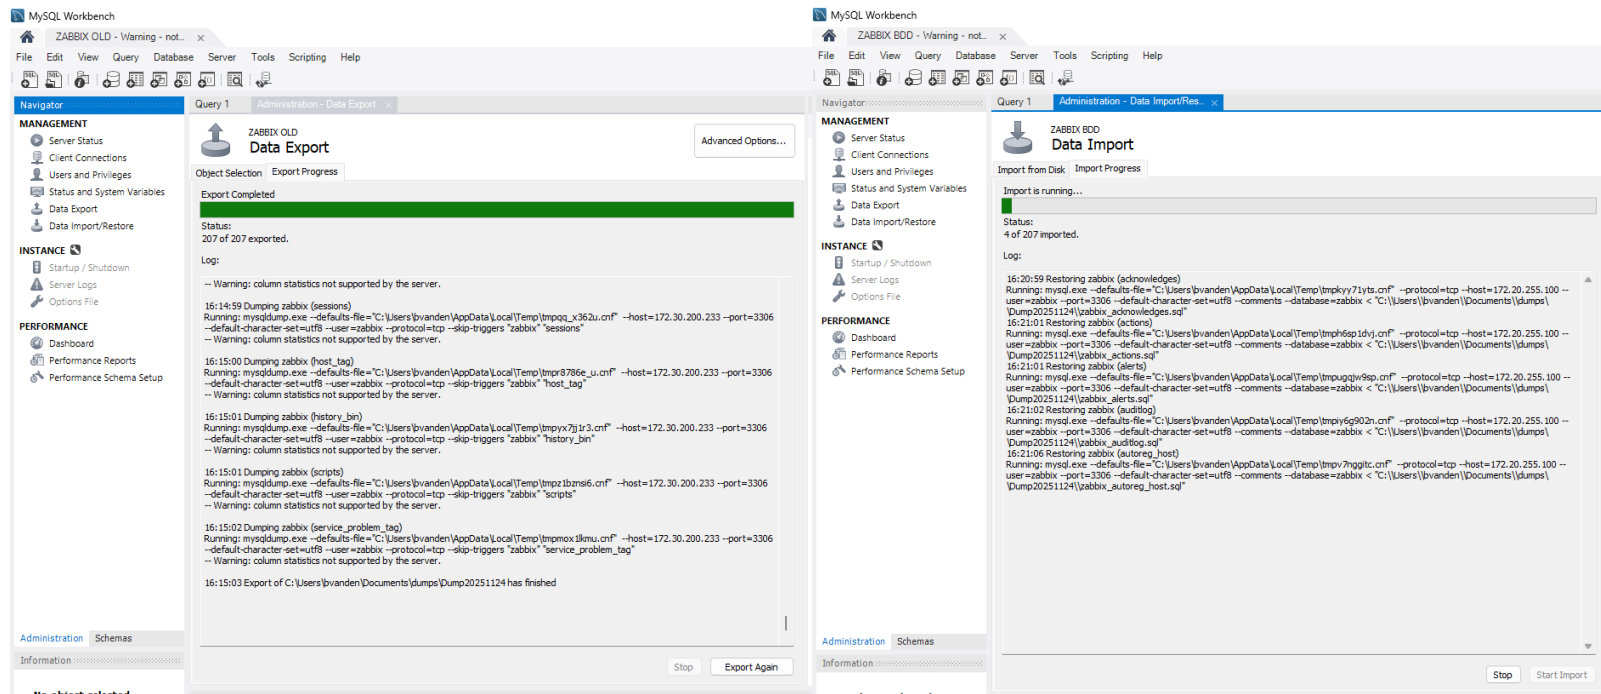 MySQL Workbench
ZABBIX OLD - Warning - not...
File Edit View Query Database Server Tools Scripting Help
Navigator
MANAGEMENT
Server Status
Client Connections
Users and Privileges
Status and System Variables
Data Export
Data Import/Restore
INSTANCE
Startup / Shutdown
Server Logs
Options File
PERFORMANCE
Dashboard
Performance Reports
Performance Schema Setup
Administration Schemas
Information
Query 1 Administration - Data Export
ZABBIX OLD
Data Export
Advanced Options...
Object Selection Export Progress
Export Completed
Status:
207 of 207 exported.
Log:
-- Warning: column statistics not supported by the server.
16:14:59 Dumping zabbix (sessions)
Running: mysqldump.exe --defaults-file="C:\Users\bvanden\AppData\Local\Temp\tmpqq_x362u.cnf" --host=172.30.200.233 --port=3306
--default-character-set=utf8 --user=zabbix --protocol=tcp --skip-triggers "zabbix" "sessions"
-- Warning: column statistics not supported by the server.
16:15:00 Dumping zabbix (host_tag)
Running: mysqldump.exe --defaults-file="C:\Users\bvanden\AppData\Local\Temp\tmpr8786e_u.cnf" --host=172.30.200.233 --port=3306
--default-character-set=utf8 --user=zabbix --protocol=tcp --skip-triggers "zabbix" "host_tag"
-- Warning: column statistics not supported by the server.
16:15:01 Dumping zabbix (history_bin)
Running: mysqldump.exe --defaults-file="C:\Users\bvanden\AppData\Local\Temp\tmpyx7jj1r3.cnf" --host=172.30.200.233 --port=3306
--default-character-set=utf8 --user=zabbix --protocol=tcp --skip-triggers "zabbix" "history_bin"
-- Warning: column statistics not supported by the server.
16:15:01 Dumping zabbix (scripts)
Running: mysqldump.exe --defaults-file="C:\Users\bvanden\AppData\Local\Temp\tmpz1bznsi6.cnf" --host=172.30.200.233 --port=3306
--default-character-set=utf8 --user=zabbix --protocol=tcp --skip-triggers "zabbix" "scripts"
-- Warning: column statistics not supported by the server.
16:15:02 Dumping zabbix (service_problem_tag)
Running: mysqldump.exe --defaults-file="C:\Users\bvanden\AppData\Local\Temp\tmpmox1lkmu.cnf" --host=172.30.200.233 --port=3306
--default-character-set=utf8 --user=zabbix --protocol=tcp --skip-triggers "zabbix" "service_problem_tag"
-- Warning: column statistics not supported by the server.
16:15:03 Export of C:\Users\bvanden\Documents\dumps\Dump20251124 has finished
Stop Export Again
MySQL Workbench
ZABBIX BDD - Warning - not...
File Edit View Query Database Server Tools Scripting Help
Navigator
MANAGEMENT
Server Status
Client Connections
Users and Privileges
Status and System Variables
Data Export
Data Import/Restore
INSTANCE
Startup / Shutdown
Server Logs
Options File
PERFORMANCE
Dashboard
Performance Reports
Performance Schema Setup
Administration Schemas
Information
Query 1 Administration - Data Import/Res...
ZABBIX BDD
Data Import
Import from Disk Import Progress
Import is running...
Status:
4 of 207 imported.
Log:
16:20:59 Restoring zabbix (acknowledges)
Running: mysql.exe --defaults-file="C:\Users\bvanden\AppData\Local\Temp\tmpkyy71yts.cnf" --protocol=tcp --host=172.20.255.100 --
user=zabbix --port=3306 --default-character-set=utf8 --comments --database=zabbix < "C:\\Users\\bvanden\\Documents\\dumps\
\Dump20251124\\zabbix_acknowledges.sql"
16:21:01 Restoring zabbix (actions)
Running: mysql.exe --defaults-file="C:\Users\bvanden\AppData\Local\Temp\tmph6sp1dvj.cnf" --protocol=tcp --host=172.20.255.100 --
user=zabbix --port=3306 --default-character-set=utf8 --comments --database=zabbix < "C:\\Users\\bvanden\\Documents\\dumps\
\Dump20251124\\zabbix_actions.sql"
16:21:01 Restoring zabbix (alerts)
Running: mysql.exe --defaults-file="C:\Users\bvanden\AppData\Local\Temp\tmpugqjw9sp.cnf" --protocol=tcp --host=172.20.255.100 --
user=zabbix --port=3306 --default-character-set=utf8 --comments --database=zabbix < "C:\\Users\\bvanden\\Documents\\dumps\
\Dump20251124\\zabbix_alerts.sql"
16:21:02 Restoring zabbix (auditlog)
Running: mysql.exe --defaults-file="C:\Users\bvanden\AppData\Local\Temp\tmpiy6g902n.cnf" --protocol=tcp --host=172.20.255.100 --
user=zabbix --port=3306 --default-character-set=utf8 --comments --database=zabbix < "C:\\Users\\bvanden\\Documents\\dumps\
\Dump20251124\\zabbix_auditlog.sql"
16:21:06 Restoring zabbix (autoreg_host)
Running: mysql.exe --defaults-file="C:\Users\bvanden\AppData\Local\Temp\tmpv7nggitc.cnf" --protocol=tcp --host=172.20.255.100 --
user=zabbix --port=3306 --default-character-set=utf8 --comments --database=zabbix < "C:\\Users\\bvanden\\Documents\\dumps\
\Dump20251124\\zabbix_autoreg_host.sql"
Stop Start Import